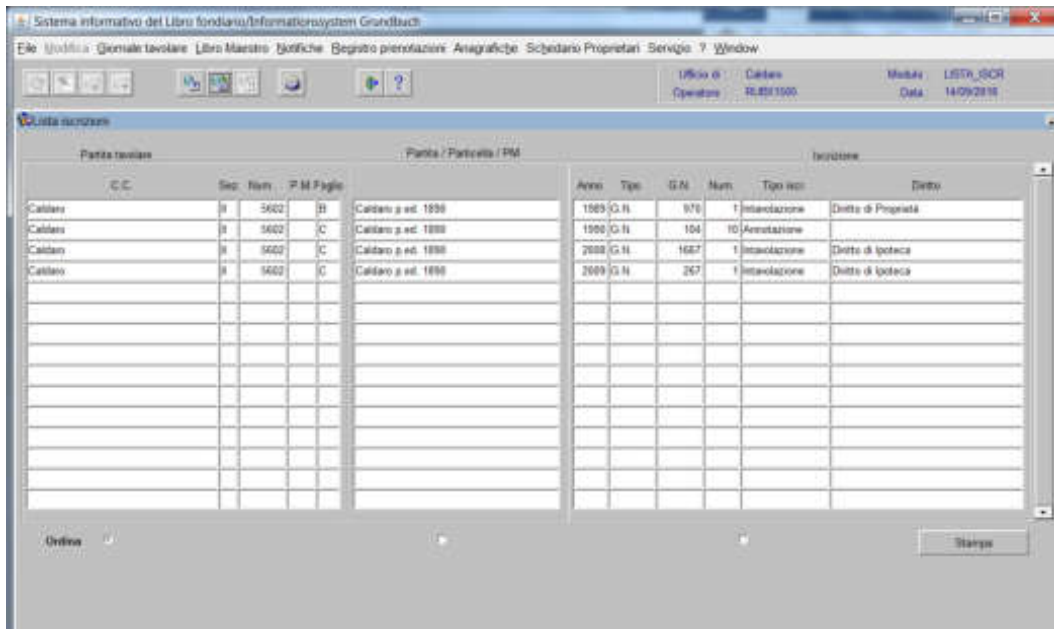 Sistema informativo del Libro fondiario/Informationssystem Grundbuch
File Modifica Giornale tavolare Libro Maestro Notifiche Registro prenotazioni Anagrafiche Schedario Proprietari Servizio ? Window
Ufficio di Caldaro Modulo LISTA_ISCR
Operatore Data 14/09/2016
Lista iscrizioni
Partita tavolare Partita / Particella / PM Iscrizione
C.C. Sez. Num. P.M Foglio Anno Tipo G.N. Num. Tipo iscr. Diritto
Caldaro II 5602 B Caldaro p.ed. 1898 1989 G.N. 970 1 Intavolazione Diritto di Proprietà
Caldaro II 5602 C Caldaro p.ed. 1898 1990 G.N. 104 10 Annotazione
Caldaro II 5602 C Caldaro p.ed. 1898 2008 G.N. 1667 1 Intavolazione Diritto di Ipoteca
Caldaro II 5602 C Caldaro p.ed. 1898 2009 G.N. 267 1 Intavolazione Diritto di Ipoteca
Ordina Stampa